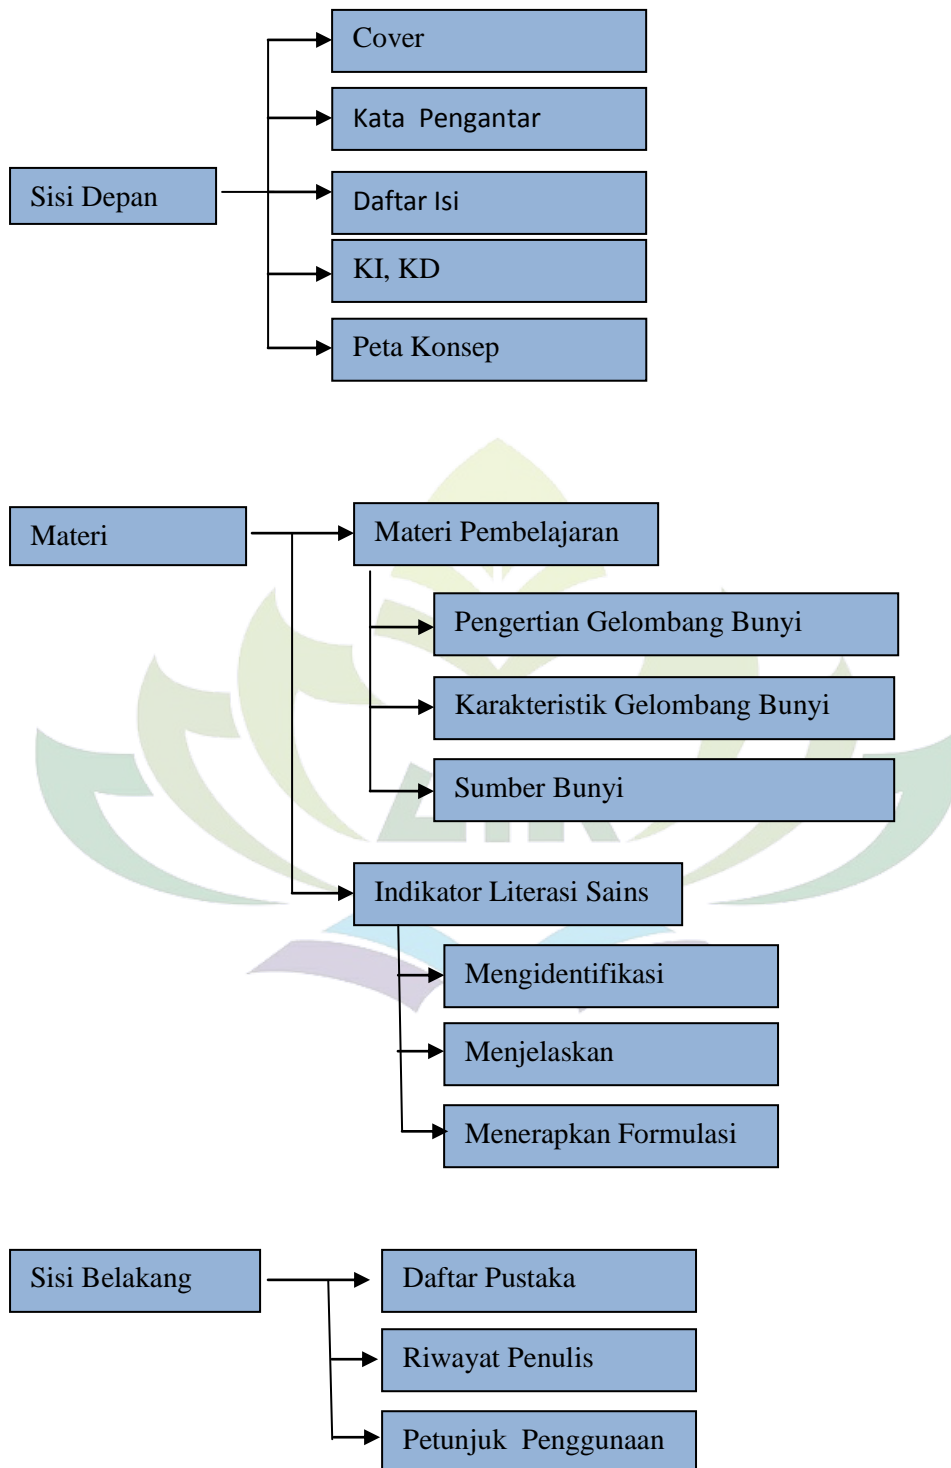 Cover
Kata Pengantar
Sisi Depan
Daftar Isi
KI, KD
Peta Konsep
Materi
Materi Pembelajaran
Pengertian Gelombang Bunyi
Karakteristik Gelombang Bunyi
Sumber Bunyi
Indikator Literasi Sains
Mengidentifikasi
Menjelaskan
Menerapkan Formulasi
Sisi Belakang
Daftar Pustaka
Riwayat Penulis
Petunjuk Penggunaan